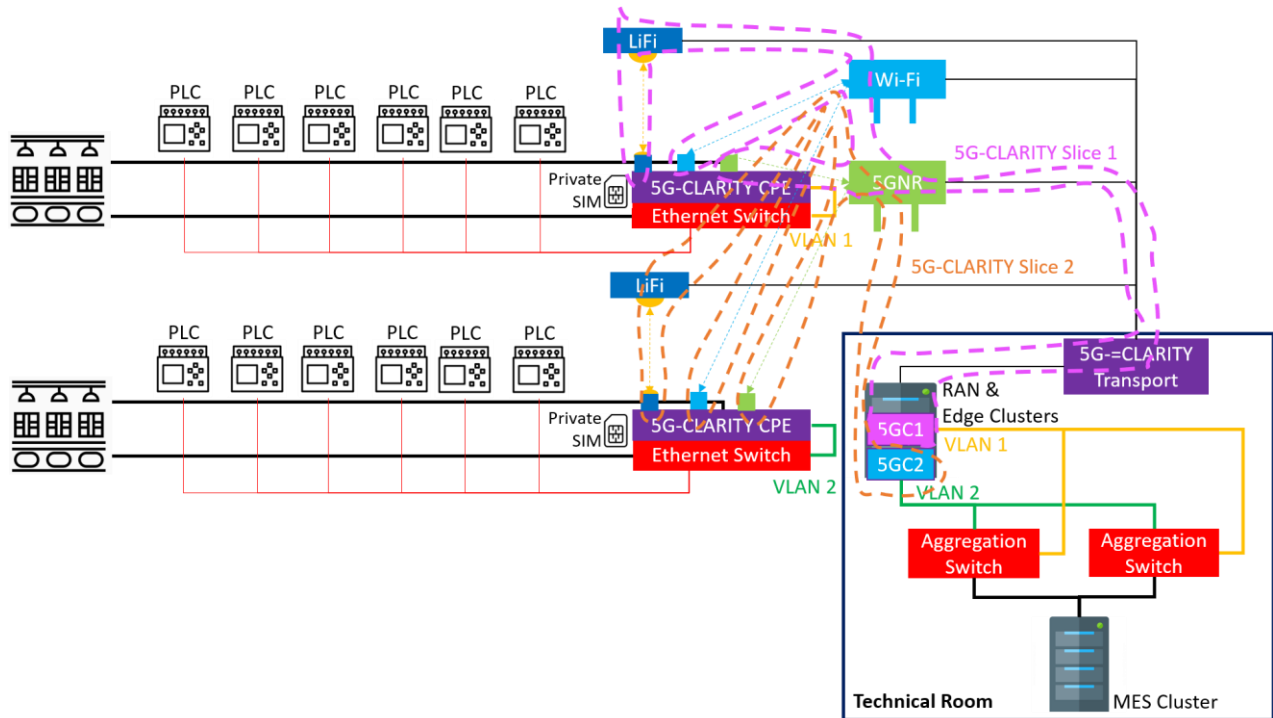 LiFi
Wi-Fi
PLC PLC PLC PLC PLC PLC
5G-CLARITY Slice 1
Private
SIM
5G-CLARITY CPE
5GNR
Ethernet Switch
VLAN 1
5G-CLARITY Slice 2
LiFi
PLC PLC PLC PLC PLC PLC
5G-=CLARITY
Transport
RAN &
Edge Clusters
Private
SIM
5G-CLARITY CPE
5GC1
VLAN 1
Ethernet Switch
5GC2
VLAN 2
VLAN 2
Aggregation
Switch
Aggregation
Switch
Technical Room
MES Cluster